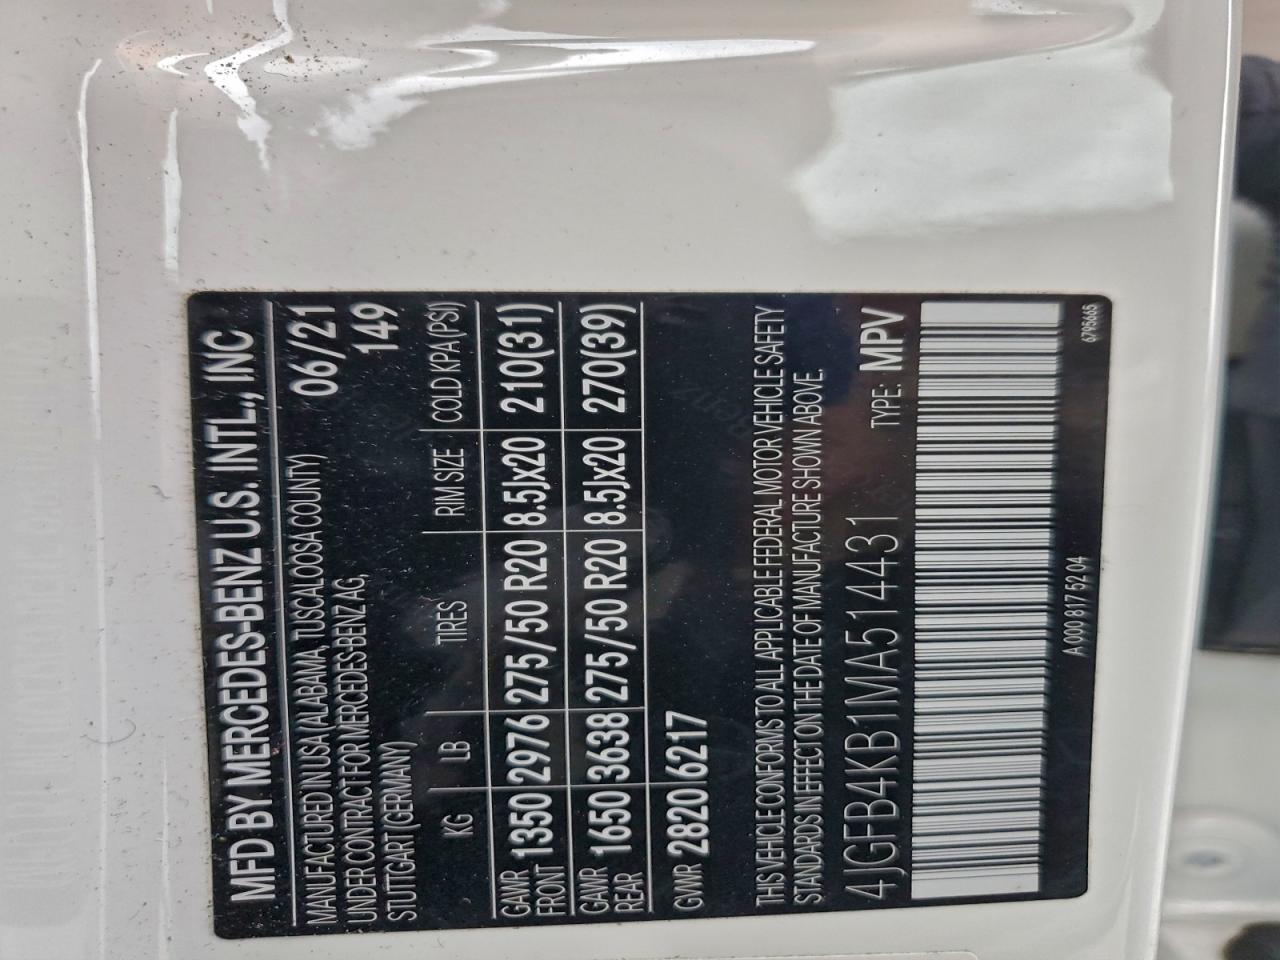 MFD BY MERCEDES-BENZ U.S. INTL., INC
MANUFACTURED IN USA (ALABAMA, TUSCALOOSA COUNTY) 06/21
UNDER CONTRACT FOR MERCEDES-BENZ AG, 149
STUTTGART (GERMANY)
KG LB TIRES RIM SIZE COLD KPA (PSI)
GAWR FRONT 1350 2976 275/50 R20 8.5Jx20 210(31)
GAWR REAR 1650 3638 275/50 R20 8.5Jx20 270(39)
GWR 2820 6217
THIS VEHICLE CONFORMS TO ALL APPLICABLE FEDERAL MOTOR VEHICLE SAFETY
STANDARDS IN EFFECT ON THE DATE OF MANUFACTURE SHOWN ABOVE.
4JGFB4KB1MA514431 TYPE: MPV
A 000 817 52 04 6795665